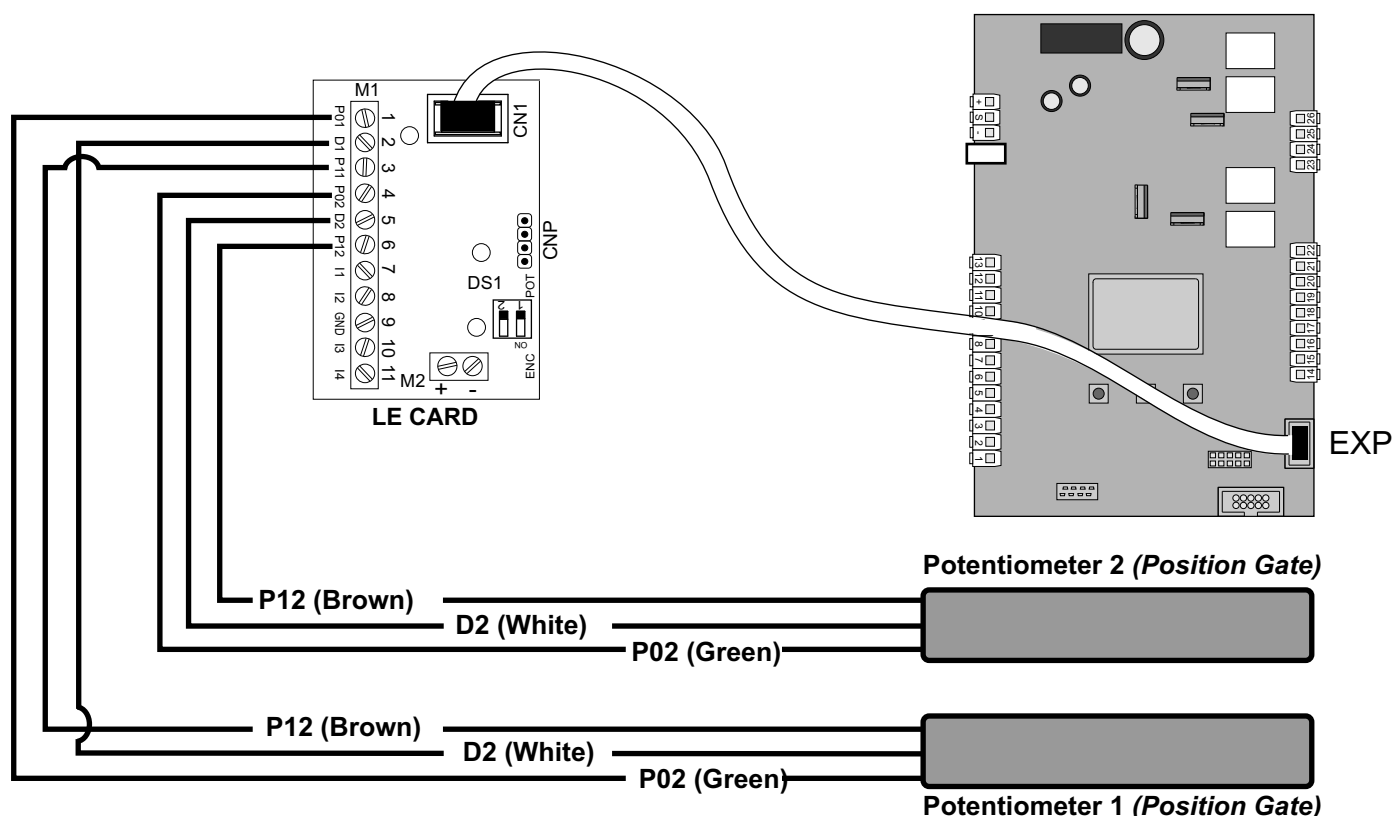 M1
P01 1
D1 2
P11 3
P02 4
D2 5
P12 6
I1 7
I2 8
GND 9
I3 10
I4 11
CN1
CNP
DS1
POT
2 1
ON
ENC
M2
+ -
LE CARD
+
S
-
26
25
24
23
13
12
11
10
8
7
6
5
4
3
2
1
22
21
20
19
18
17
16
15
14
EXP
Potentiometer 2 (Position Gate)
P12 (Brown)
D2 (White)
P02 (Green)
P12 (Brown)
D2 (White)
P02 (Green)
Potentiometer 1 (Position Gate)